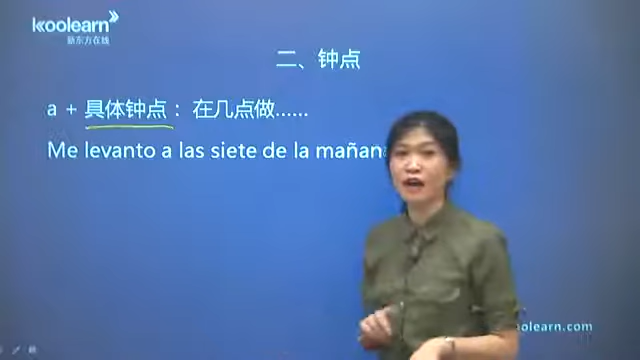 koolearn
新东方在线
二、钟点
a + 具体钟点： 在几点做......
Me levanto a las siete de la mañan
olearn.com